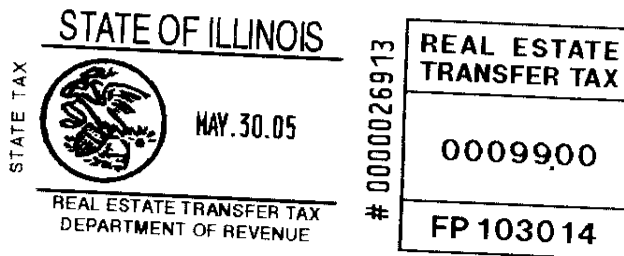 STATE OF ILLINOIS
STATE TAX
MAY.30.05
REAL ESTATE TRANSFER TAX
DEPARTMENT OF REVENUE
# 0000026913
REAL ESTATE
TRANSFER TAX
0009900
FP 103014